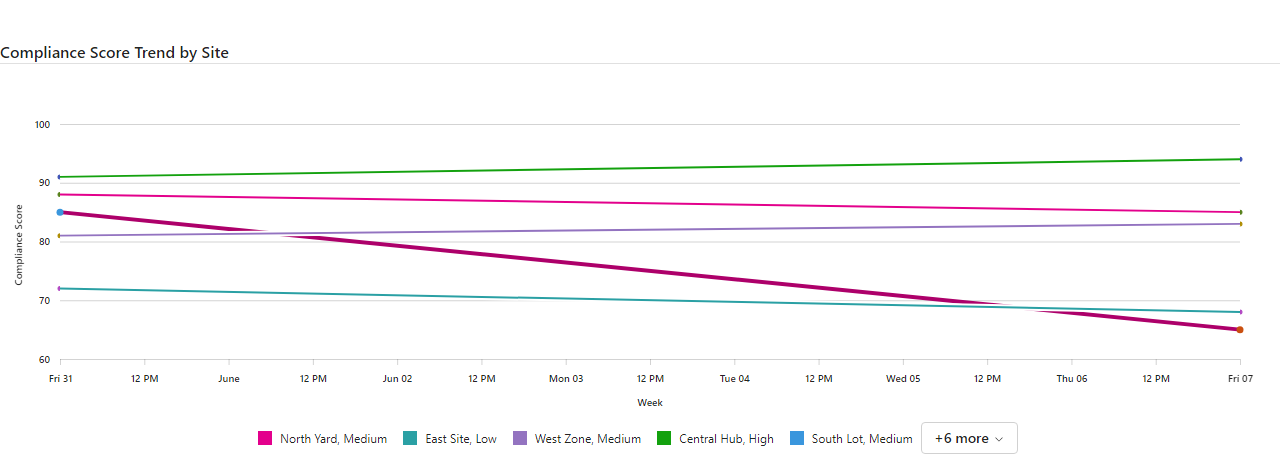 Compliance Score Trend by Site
100
90
80
70
60
Compliance Score
Fri 31 12 PM June 12 PM Jun 02 12 PM Mon 03 12 PM Tue 04 12 PM Wed 05 12 PM Thu 06 12 PM Fri 07
Week
North Yard, Medium East Site, Low West Zone, Medium Central Hub, High South Lot, Medium +6 more